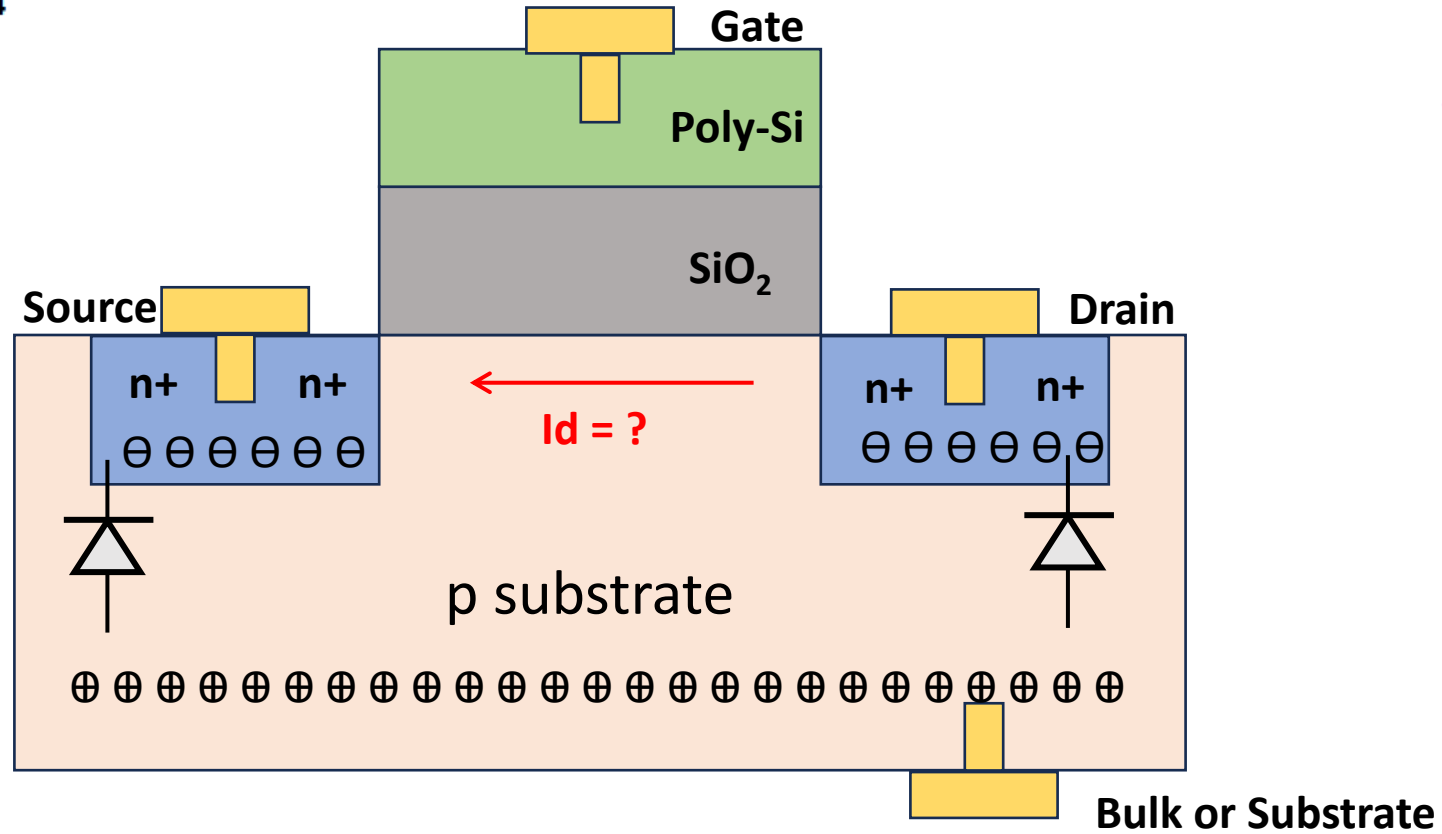 Gate
Poly-Si
SiO₂
Source
Drain
n+ n+
n+ n+
Id = ?
p substrate
Bulk or Substrate